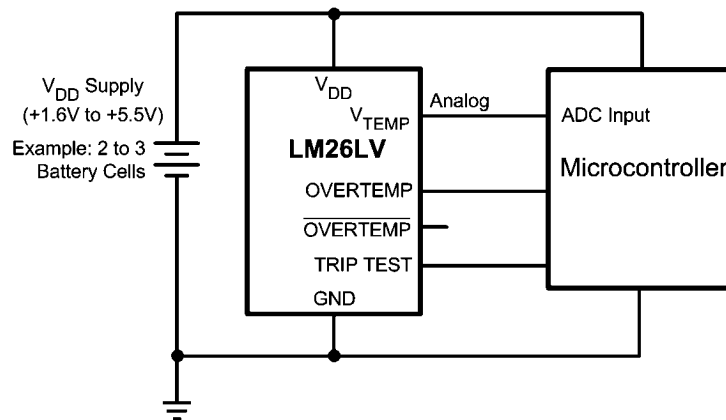 V_DD Supply
(+1.6V to +5.5V)
Example: 2 to 3
Battery Cells
V_DD
V_TEMP
LM26LV
OVERTEMP
OVERTEMP
TRIP TEST
GND
Analog
ADC Input
Microcontroller